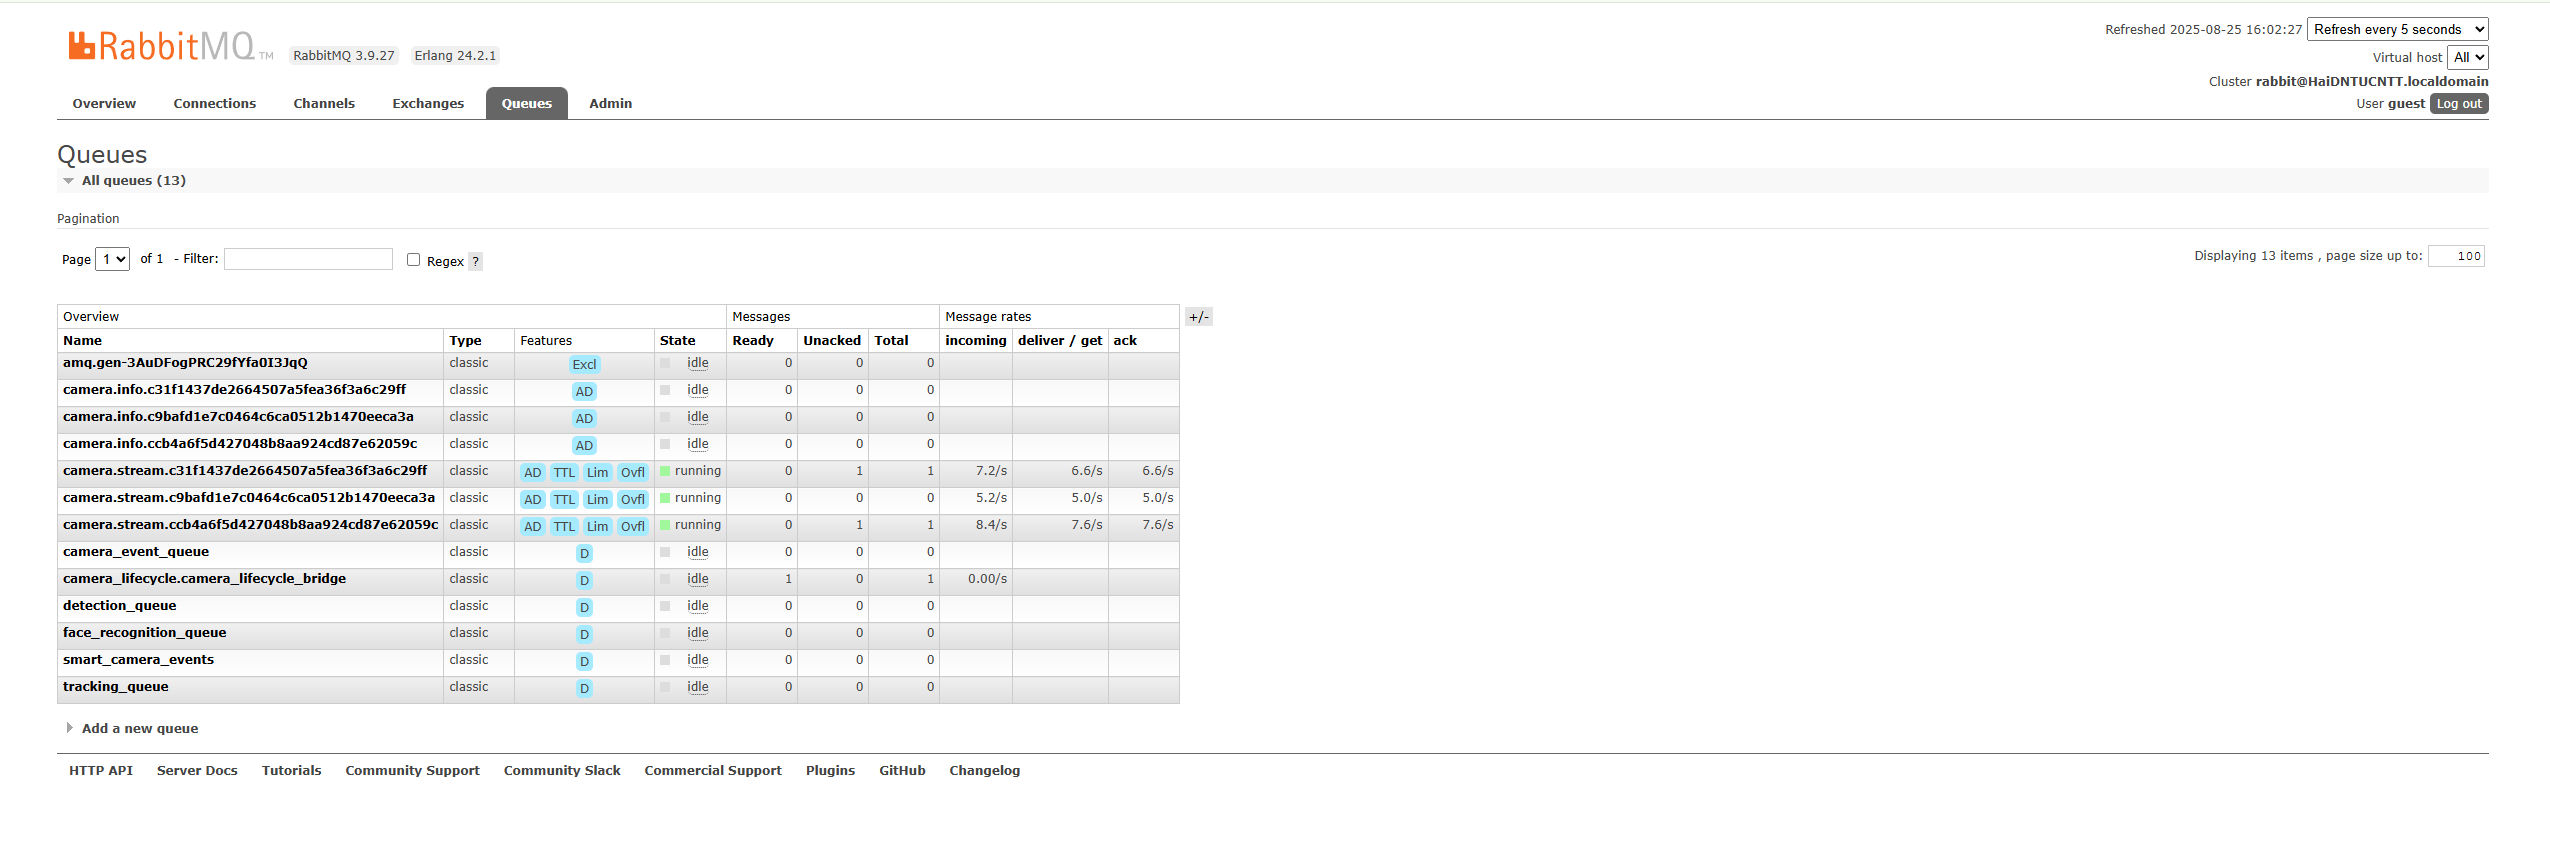 RabbitMQ TM RabbitMQ 3.9.27 Erlang 24.2.1
Refreshed 2025-08-25 16:02:27 Refresh every 5 seconds
Virtual host All
Cluster rabbit@HaiDNTUCNTT.localdomain
User guest Log out
Overview Connections Channels Exchanges Queues Admin
Queues
All queues (13)
Pagination
Page 1 of 1 - Filter: Regex ?
Displaying 13 items , page size up to: 100
Overview Messages Message rates +/-
Name Type Features State Ready Unacked Total incoming deliver / get ack
amq.gen-3AuDFogPRC29fYfa0I3JqQ classic Excl idle 0 0 0
camera.info.c31f1437de2664507a5fea36f3a6c29ff classic AD idle 0 0 0
camera.info.c9bafd1e7c0464c6ca0512b1470eeca3a classic AD idle 0 0 0
camera.info.ccb4a6f5d427048b8aa924cd87e62059c classic AD idle 0 0 0
camera.stream.c31f1437de2664507a5fea36f3a6c29ff classic AD TTL Lim Ovfl running 0 1 1 7.2/s 6.6/s 6.6/s
camera.stream.c9bafd1e7c0464c6ca0512b1470eeca3a classic AD TTL Lim Ovfl running 0 0 0 5.2/s 5.0/s 5.0/s
camera.stream.ccb4a6f5d427048b8aa924cd87e62059c classic AD TTL Lim Ovfl running 0 1 1 8.4/s 7.6/s 7.6/s
camera_event_queue classic D idle 0 0 0
camera_lifecycle.camera_lifecycle_bridge classic D idle 1 0 1 0.00/s
detection_queue classic D idle 0 0 0
face_recognition_queue classic D idle 0 0 0
smart_camera_events classic D idle 0 0 0
tracking_queue classic D idle 0 0 0
Add a new queue
HTTP API Server Docs Tutorials Community Support Community Slack Commercial Support Plugins GitHub Changelog